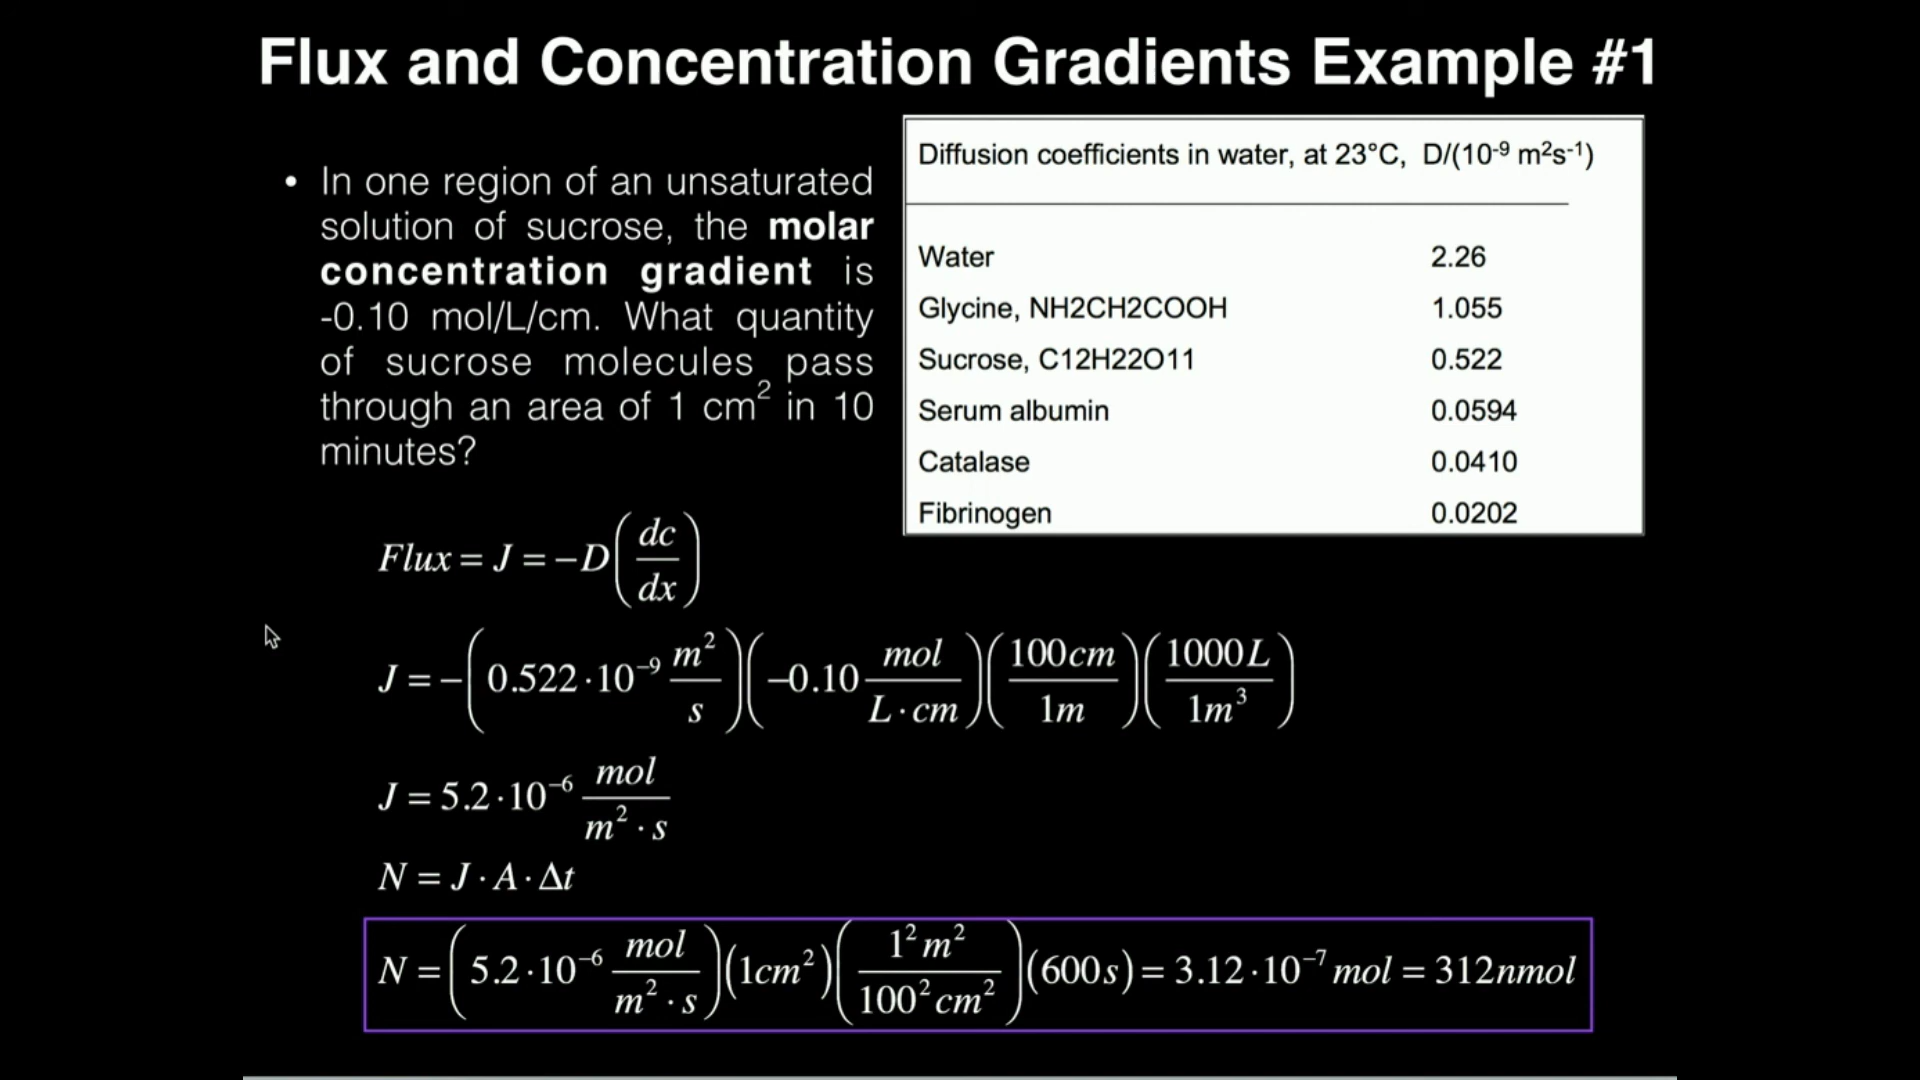 Flux and Concentration Gradients Example #1
• In one region of an unsaturated
solution of sucrose, the molar
concentration gradient is
-0.10 mol/L/cm. What quantity
of sucrose molecules pass
through an area of 1 cm² in 10
minutes?
Diffusion coefficients in water, at 23°C, D/(10⁻⁹ m²s⁻¹)
Water 2.26
Glycine, NH2CH2COOH 1.055
Sucrose, C12H22O11 0.522
Serum albumin 0.0594
Catalase 0.0410
Fibrinogen 0.0202
Flux = J = −D(dc/dx)
J = −(0.522·10⁻⁹ m²/s)(−0.10 mol/L·cm)(100cm/1m)(1000L/1m³)
J = 5.2·10⁻⁶ mol/m²·s
N = J·A·Δt
N = (5.2·10⁻⁶ mol/m²·s)(1cm²)(1²m²/100²cm²)(600s) = 3.12·10⁻⁷ mol = 312nmol